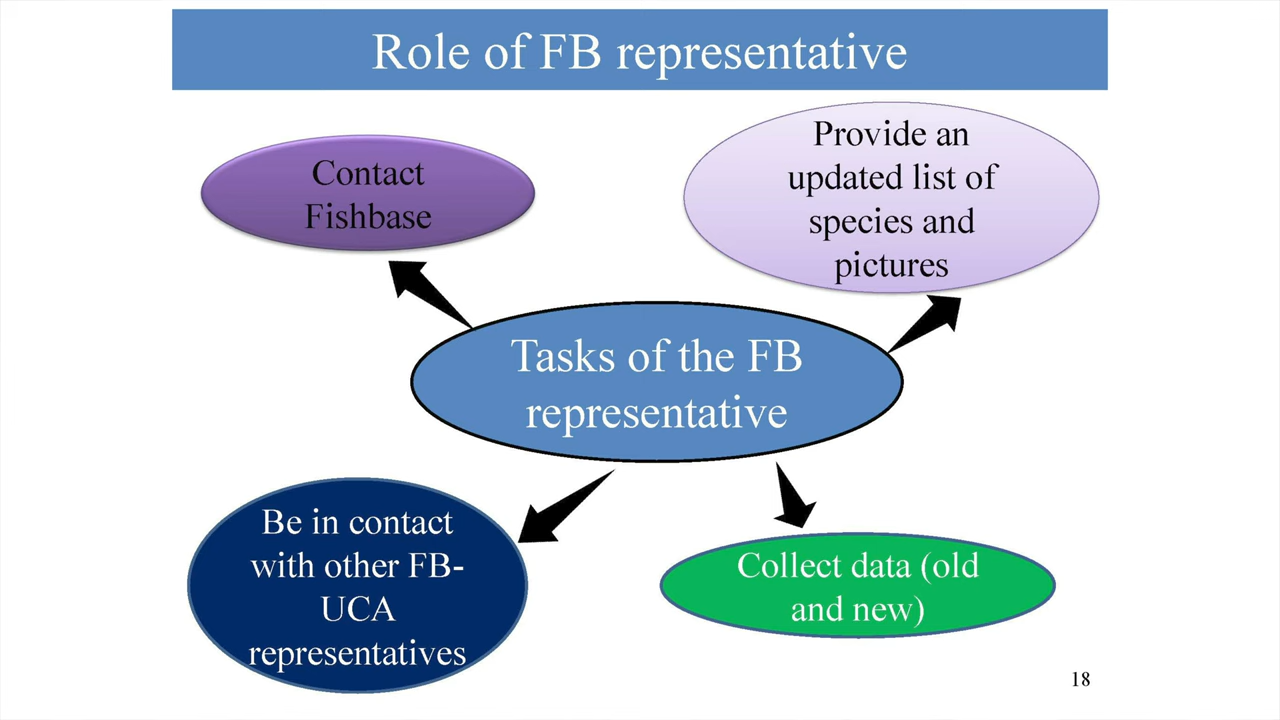 Role of FB representative
Contact
Fishbase
Provide an
updated list of
species and
pictures
Tasks of the FB
representative
Be in contact
with other FB-
UCA
representatives
Collect data (old
and new)
18